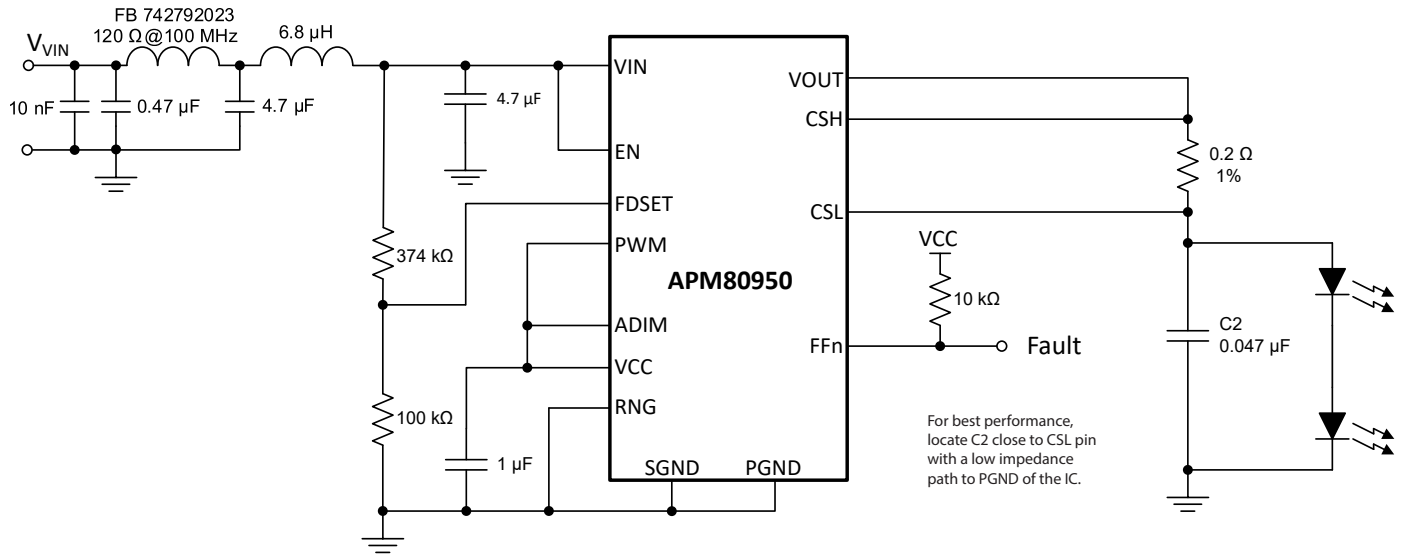 FB 742792023
120 Ω@100 MHz
6.8 µH
VVIN
10 nF
0.47 µF
4.7 µF
4.7 µF
VIN
VOUT
CSH
EN
0.2 Ω
1%
FDSET
CSL
PWM
374 kΩ
VCC
APM80950
10 kΩ
ADIM
C2
0.047 µF
FFn
Fault
VCC
RNG
100 kΩ
1 µF
SGND
PGND
For best performance,
locate C2 close to CSL pin
with a low impedance
path to PGND of the IC.